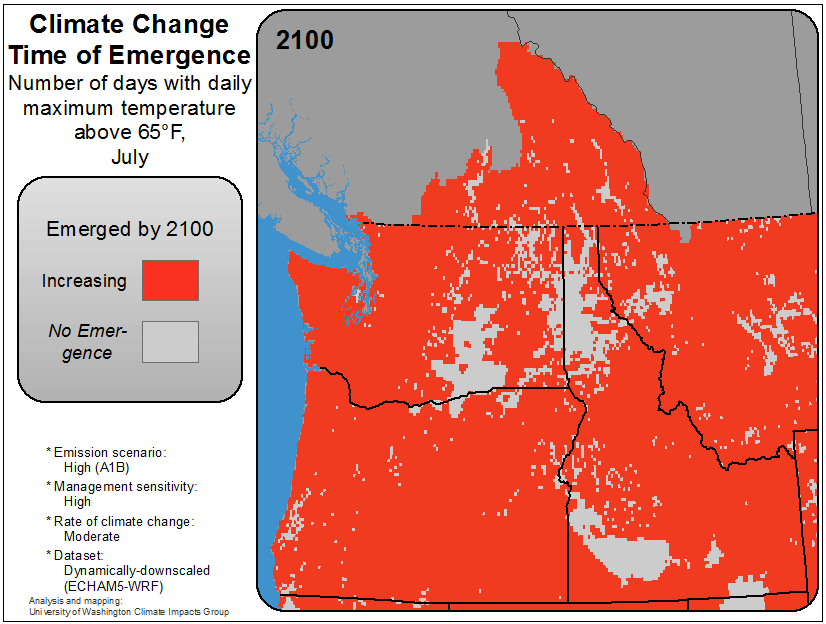 Climate Change
Time of Emergence
Number of days with daily
maximum temperature
above 65°F,
July
2100
Emerged by 2100
Increasing
No Emer-
gence
* Emission scenario:
High (A1B)
* Management sensitivity:
High
* Rate of climate change:
Moderate
* Dataset:
Dynamically-downscaled
(ECHAM5-WRF)
Analysis and mapping:
University of Washington Climate Impacts Group